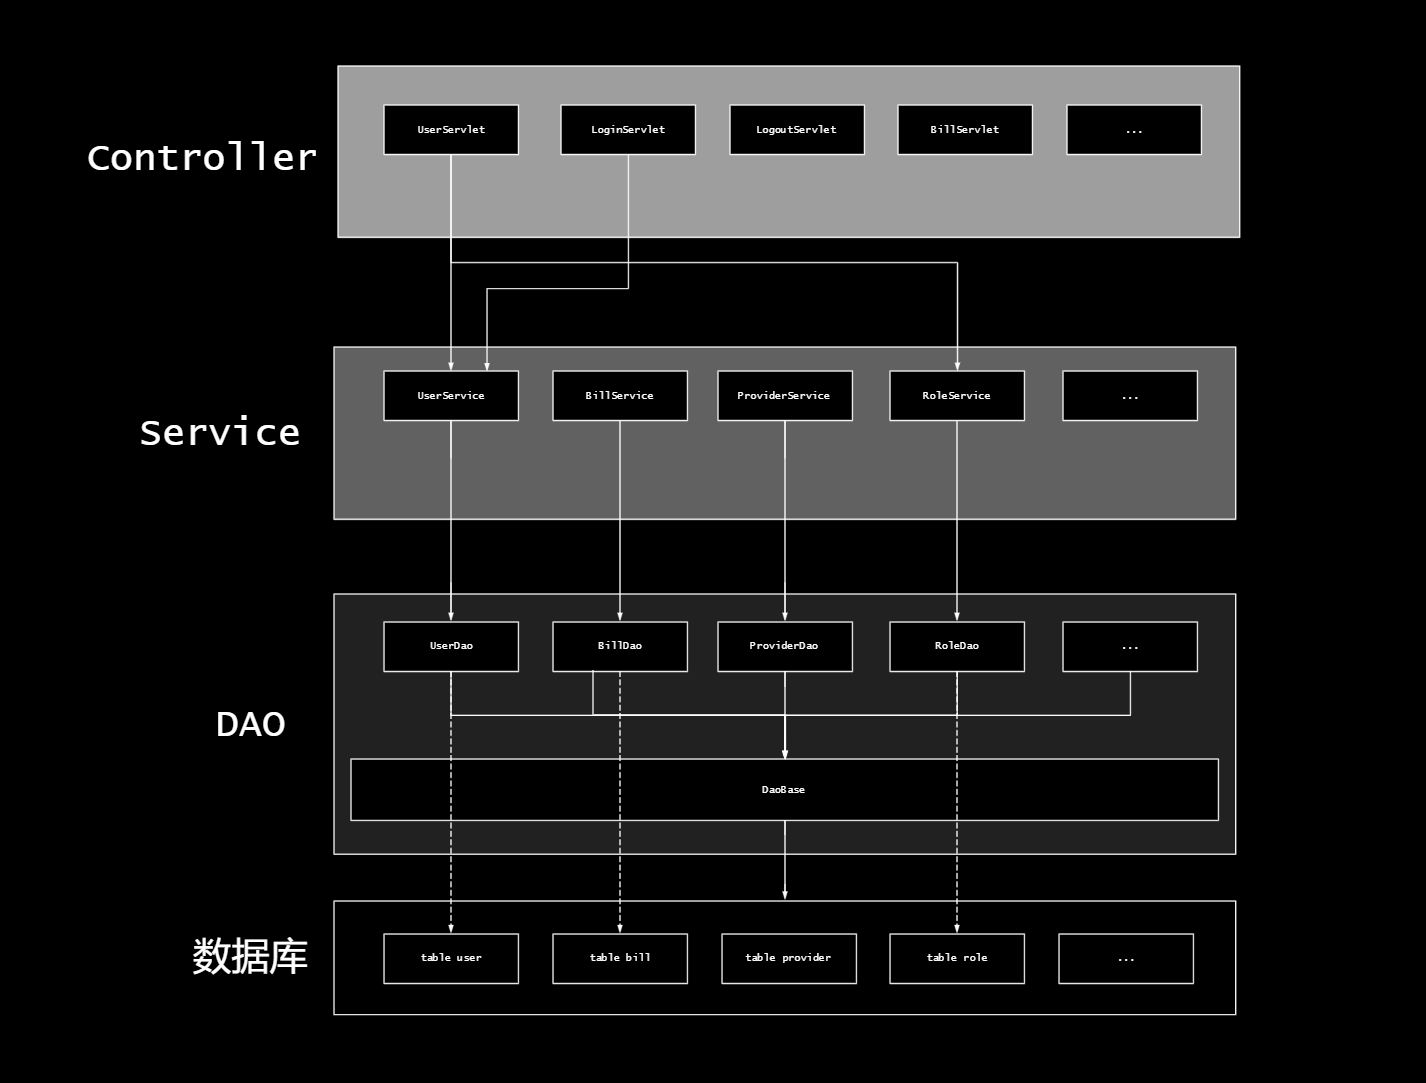 Controller
UserServlet
LoginServlet
LogoutServlet
BillServlet
...
Service
UserService
BillService
ProviderService
RoleService
...
DAO
UserDao
BillDao
ProviderDao
RoleDao
...
DaoBase
数据库
table user
table bill
table provider
table role
...